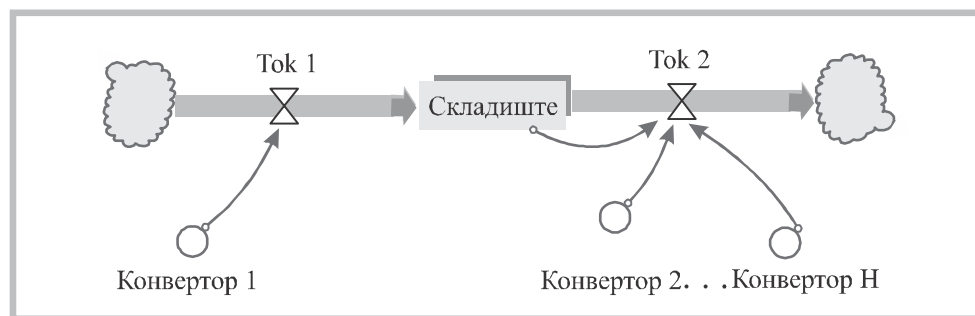 Tok 1
Tok 2
Складиште
Конвертор 1
Конвертор 2. . . Конвертор Н